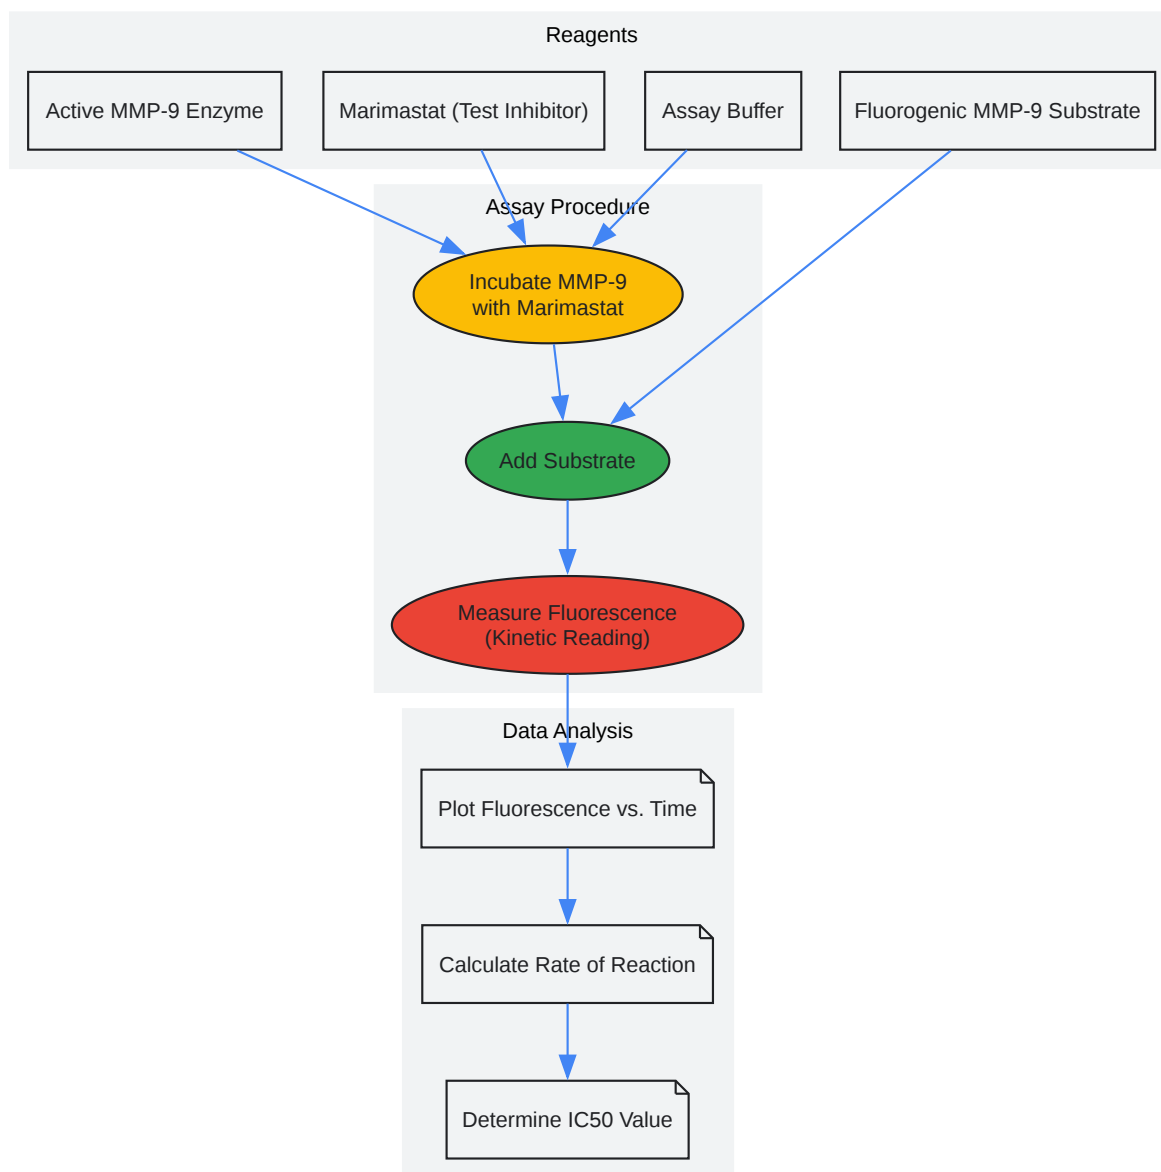 Reagents
Active MMP-9 Enzyme
Marimastat (Test Inhibitor)
Assay Buffer
Fluorogenic MMP-9 Substrate
Assay Procedure
Incubate MMP-9
with Marimastat
Add Substrate
Measure Fluorescence
(Kinetic Reading)
Data Analysis
Plot Fluorescence vs. Time
Calculate Rate of Reaction
Determine IC50 Value